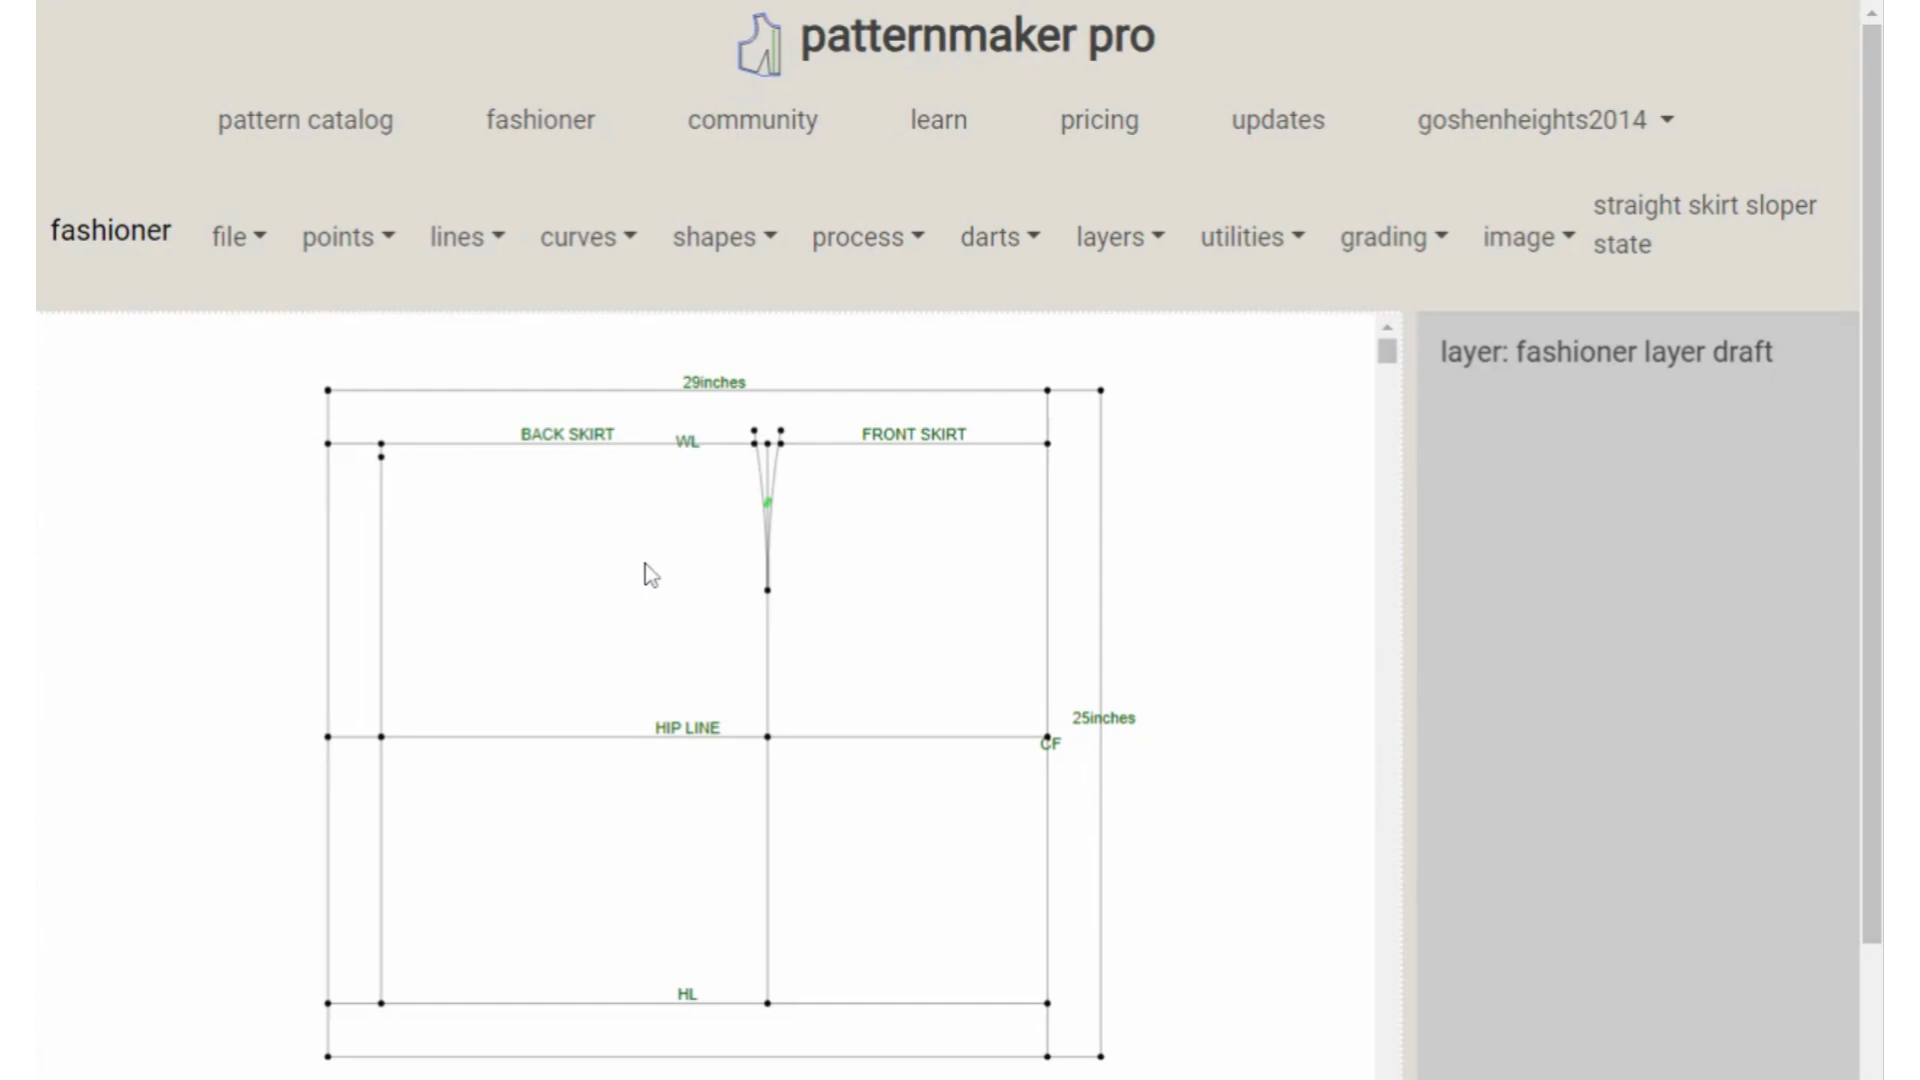 patternmaker pro
pattern catalog fashioner community learn pricing updates goshenheights2014
fashioner file points lines curves shapes process darts layers utilities grading image straight skirt sloper
state
layer: fashioner layer draft
29inches
BACK SKIRT WL FRONT SKIRT
HIP LINE
25inches
CF
HL